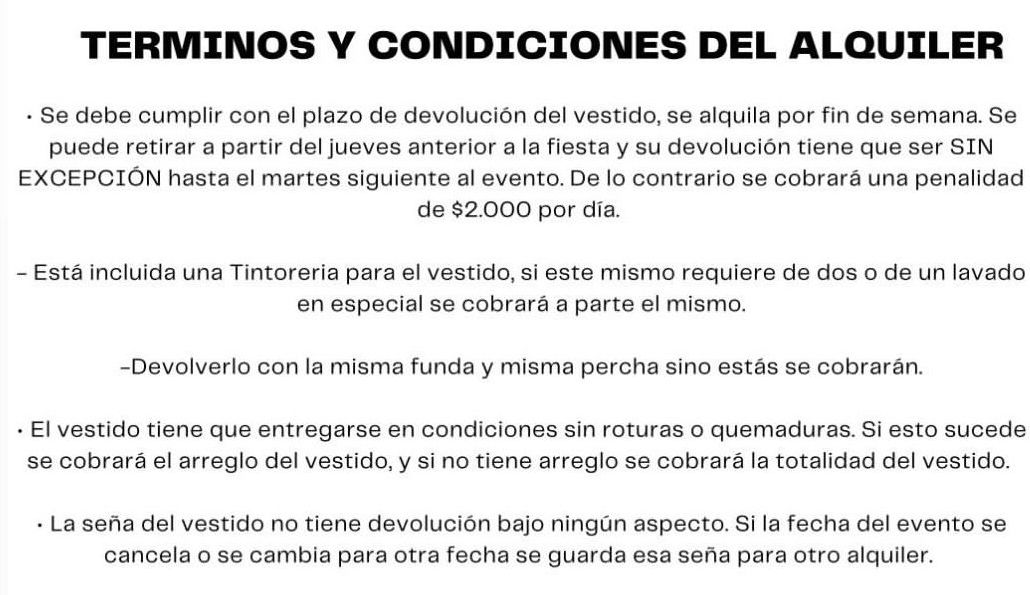 TERMINOS Y CONDICIONES DEL ALQUILER
• Se debe cumplir con el plazo de devolución del vestido, se alquila por fin de semana. Se
puede retirar a partir del jueves anterior a la fiesta y su devolución tiene que ser SIN
EXCEPCIÓN hasta el martes siguiente al evento. De lo contrario se cobrará una penalidad
de $2.000 por día.
- Está incluida una Tintoreria para el vestido, si este mismo requiere de dos o de un lavado
en especial se cobrará a parte el mismo.
-Devolverlo con la misma funda y misma percha sino estás se cobrarán.
• El vestido tiene que entregarse en condiciones sin roturas o quemaduras. Si esto sucede
se cobrará el arreglo del vestido, y si no tiene arreglo se cobrará la totalidad del vestido.
• La seña del vestido no tiene devolución bajo ningún aspecto. Si la fecha del evento se
cancela o se cambia para otra fecha se guarda esa seña para otro alquiler.